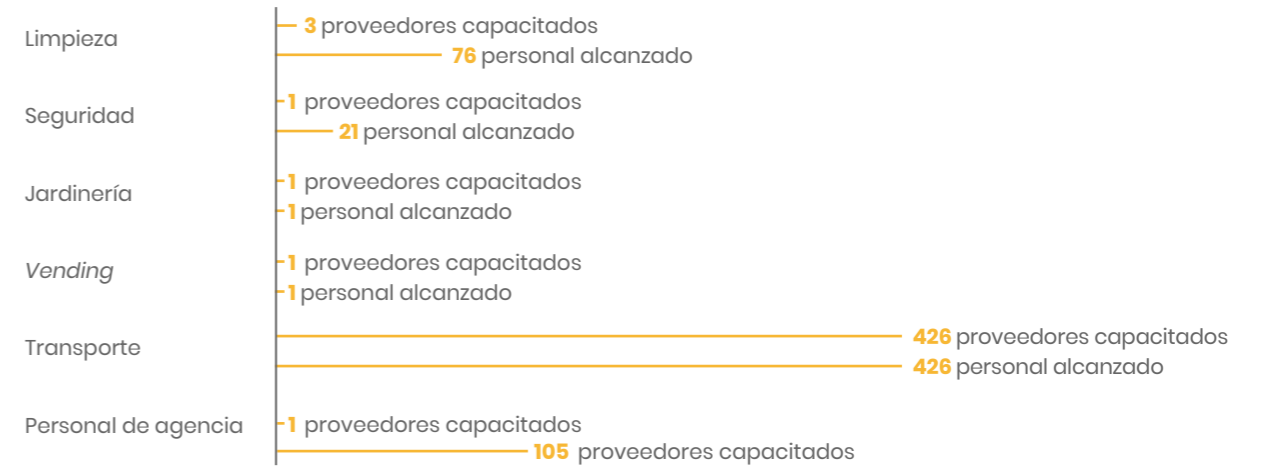 Limpieza
3 proveedores capacitados
76 personal alcanzado
Seguridad
1 proveedores capacitados
21 personal alcanzado
Jardinería
1 proveedores capacitados
1 personal alcanzado
Vending
1 proveedores capacitados
1 personal alcanzado
Transporte
426 proveedores capacitados
426 personal alcanzado
Personal de agencia
1 proveedores capacitados
105 proveedores capacitados